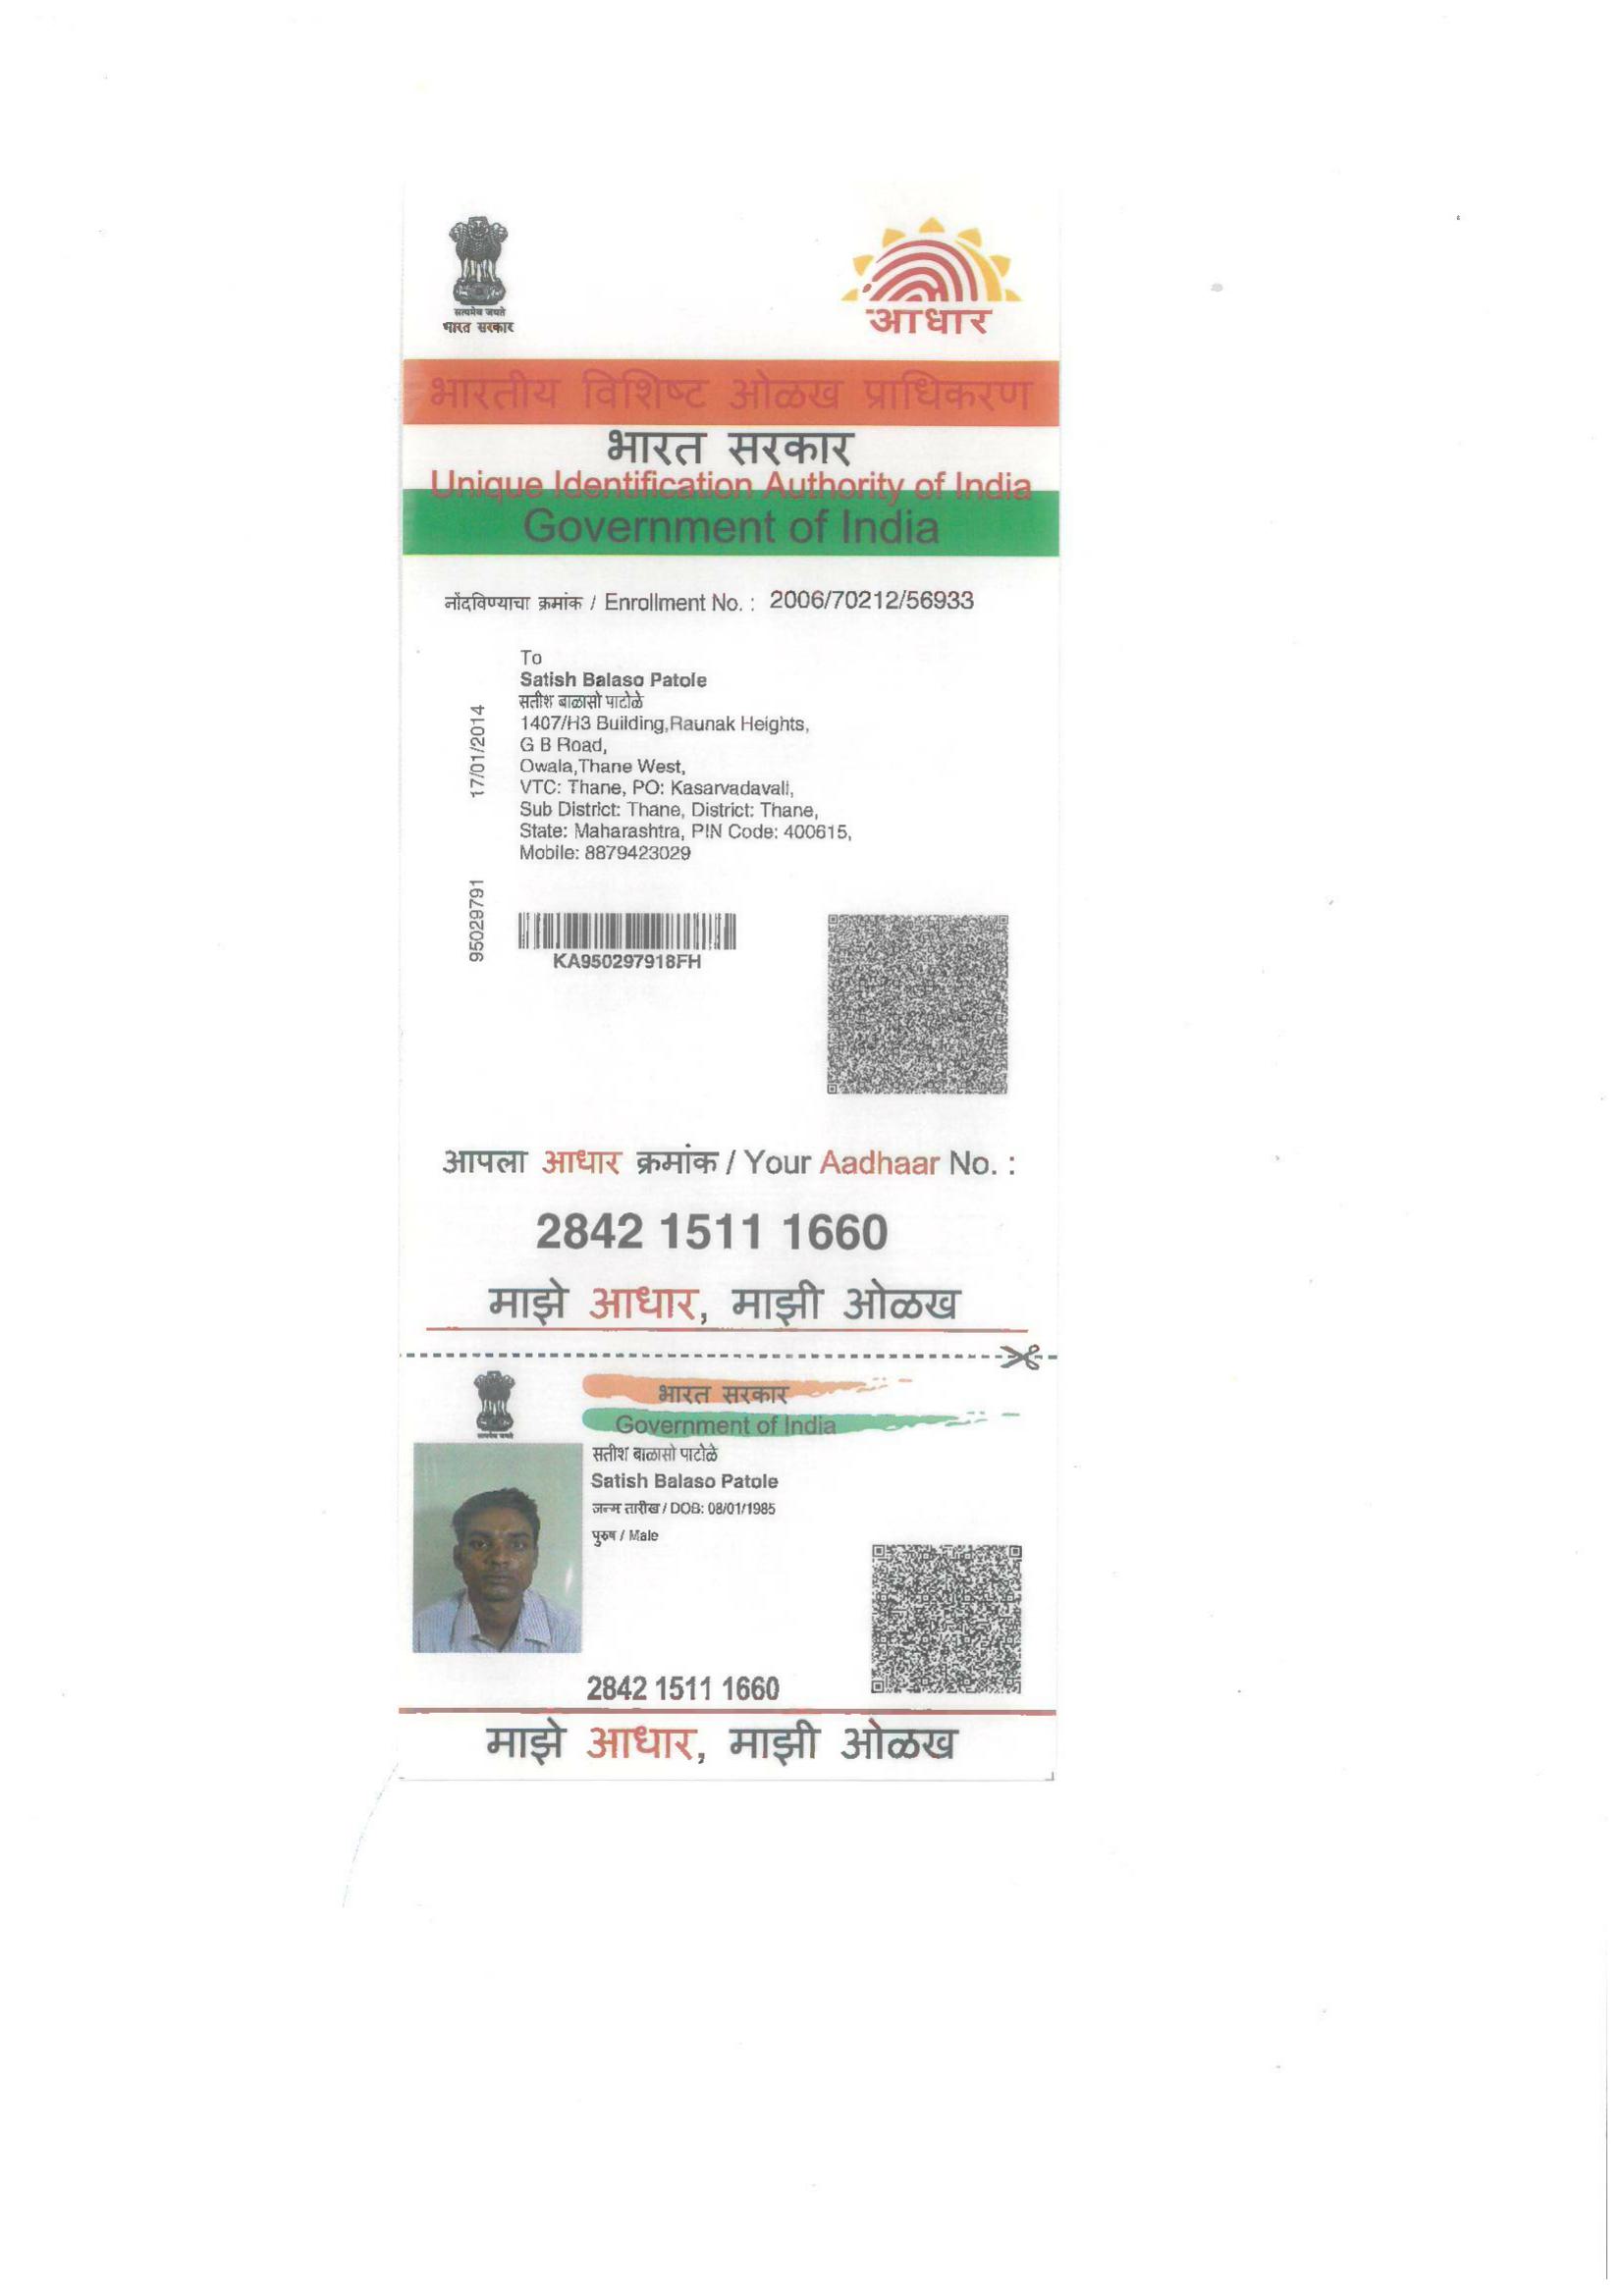 सत्यमेव जयते
भारत सरकार
आधार
भारतीय विशिष्ट ओळख प्राधिकरण
भारत सरकार
Unique Identification Authority of India
Government of India
नोंदविण्याचा क्रमांक / Enrollment No. : 2006/70212/56933
To
Satish Balaso Patole
सतीश बाळासो पाटोळे
1407/H3 Building,Raunak Heights,
G B Road,
Owala,Thane West,
VTC: Thane, PO: Kasarvadavali,
Sub District: Thane, District: Thane,
State: Maharashtra, PIN Code: 400615,
Mobile: 8879423029
17/01/2014
95029791
KA950297918FH
आपला आधार क्रमांक / Your Aadhaar No. :
2842 1511 1660
माझे आधार, माझी ओळख
भारत सरकार
Government of India
सतीश बाळासो पाटोळे
Satish Balaso Patole
जन्म तारीख / DOB: 08/01/1985
पुरुष / Male
2842 1511 1660
माझे आधार, माझी ओळख